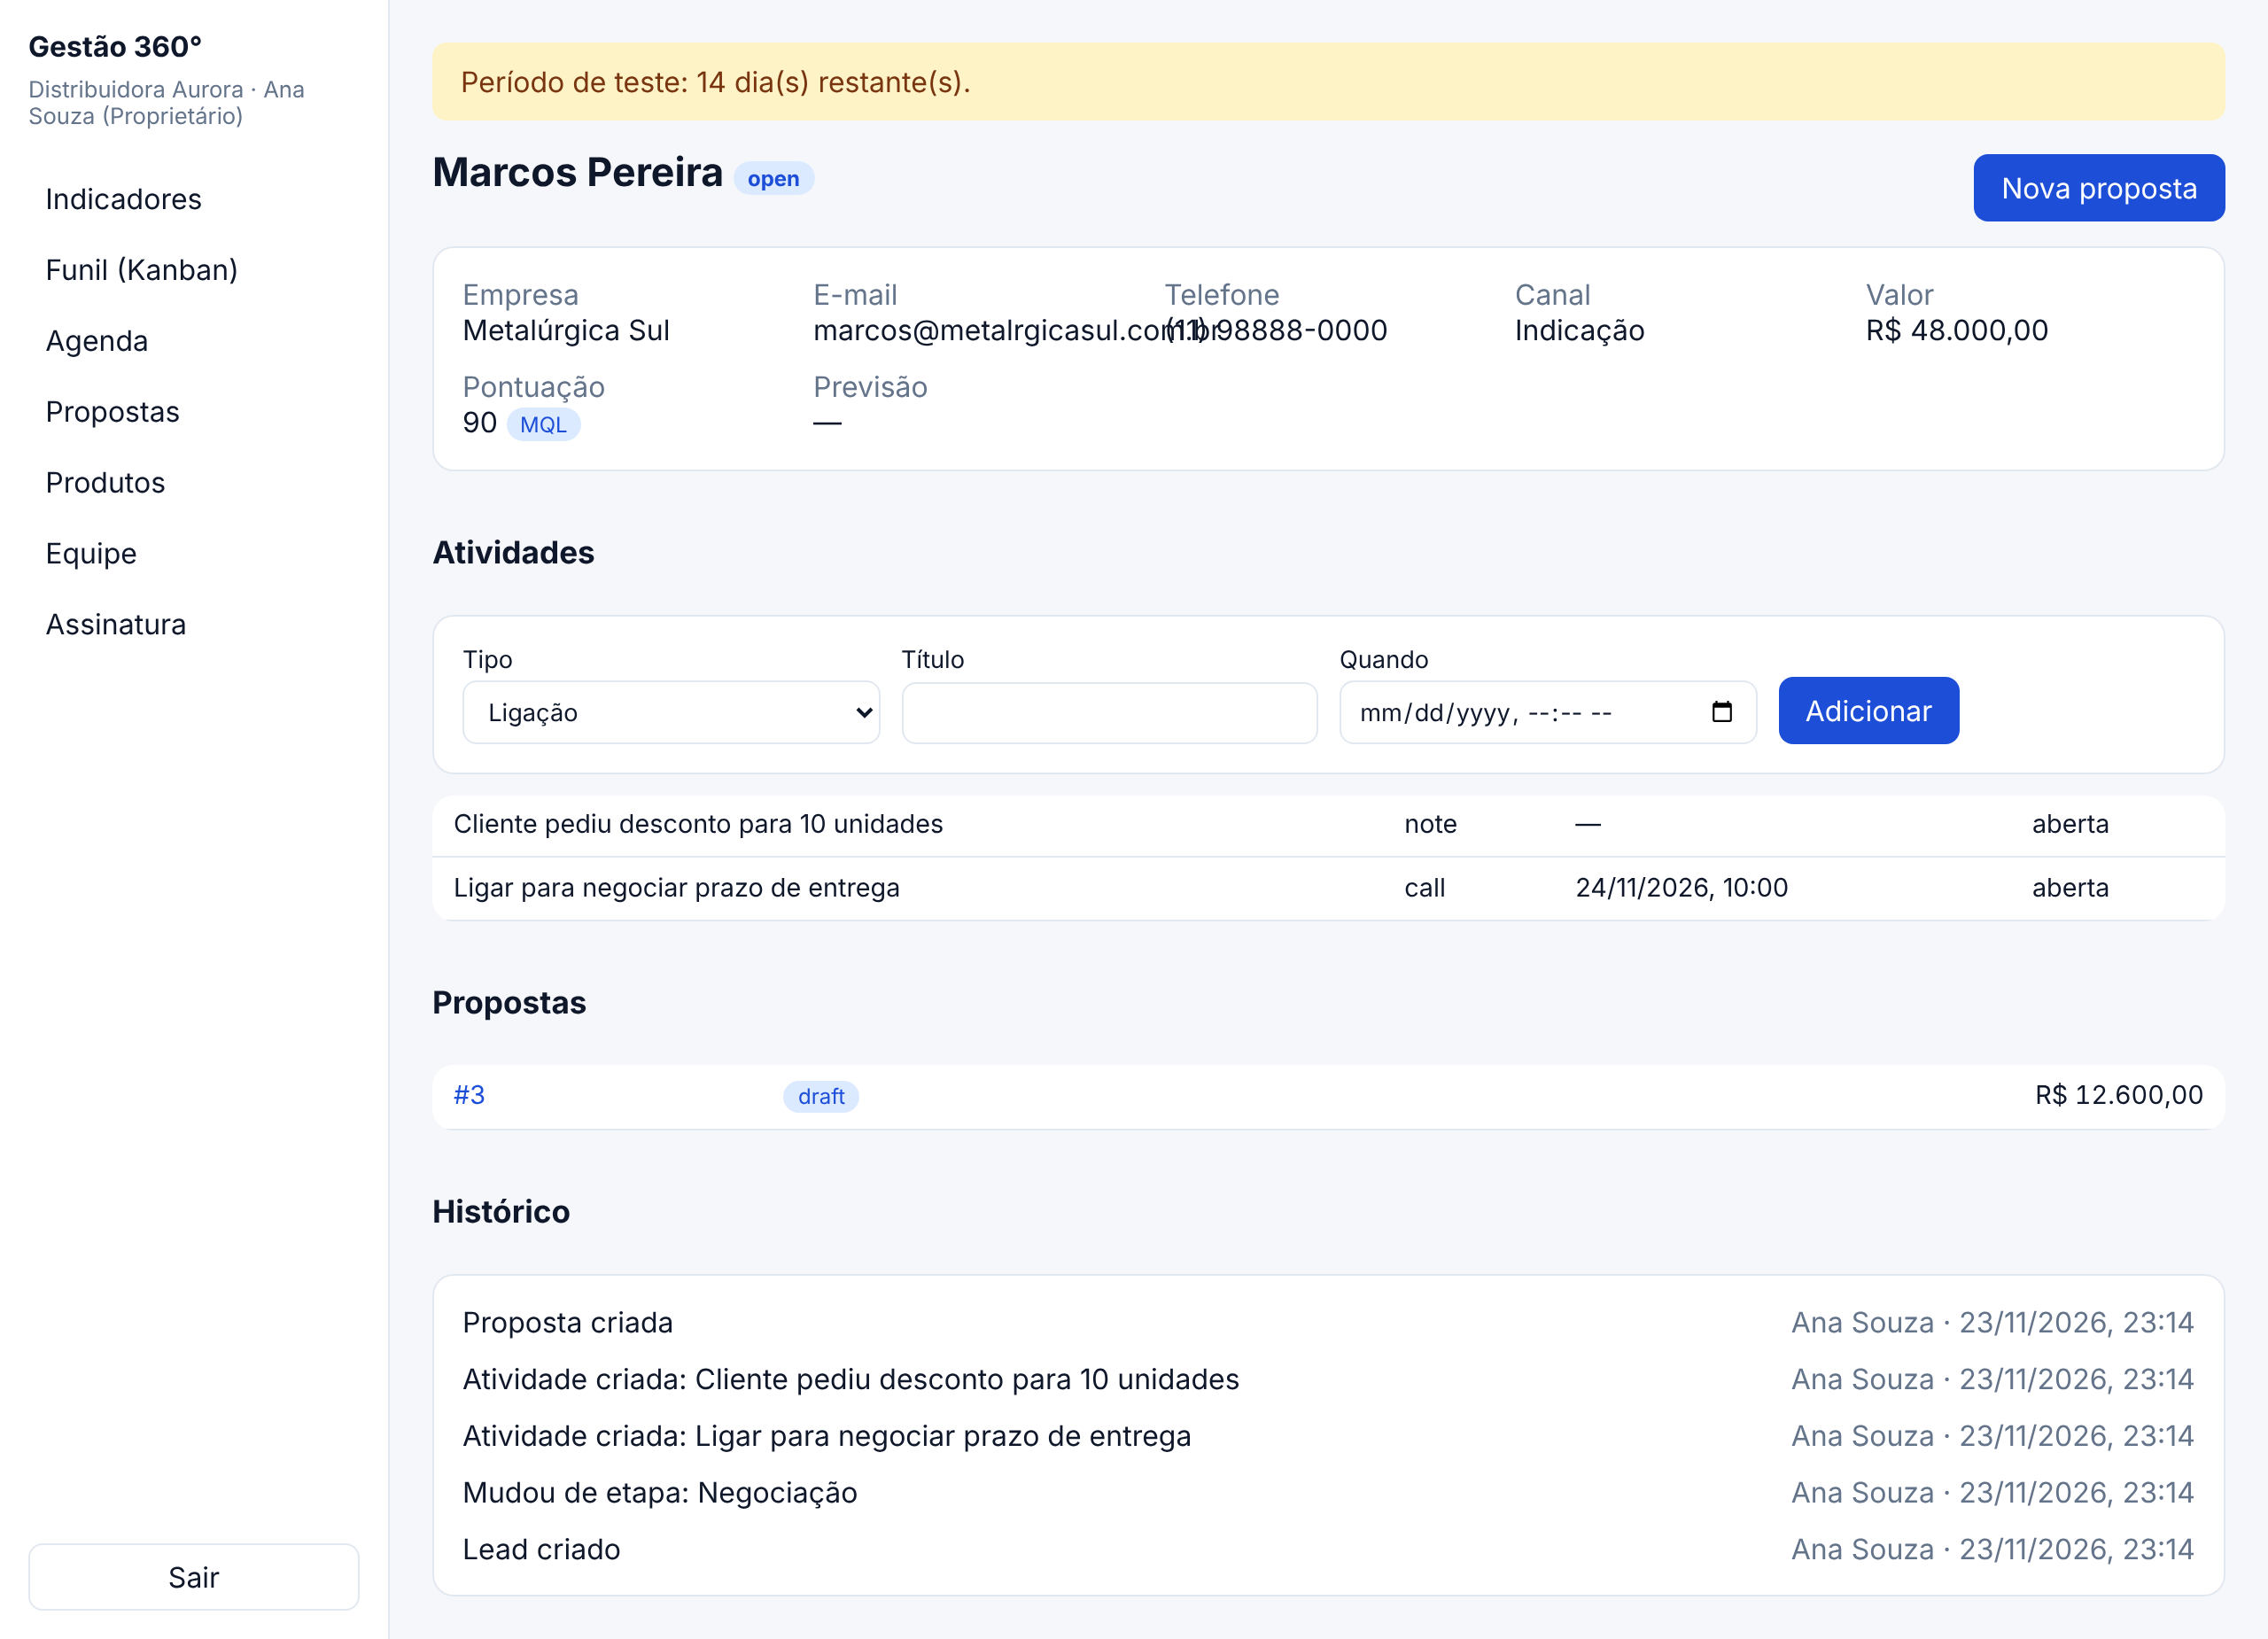 Gestão 360°
Distribuidora Aurora · Ana
Souza (Proprietário)
Indicadores
Funil (Kanban)
Agenda
Propostas
Produtos
Equipe
Assinatura
Sair
Período de teste: 14 dia(s) restante(s).
Marcos Pereira open
Nova proposta
Empresa E-mail Telefone Canal Valor
Metalúrgica Sul marcos@metalrgicasul.com.br (11) 98888-0000 Indicação R$ 48.000,00
Pontuação Previsão
90 MQL —
Atividades
Tipo Título Quando
Ligação mm/dd/yyyy, --:-- -- Adicionar
Cliente pediu desconto para 10 unidades note — aberta
Ligar para negociar prazo de entrega call 24/11/2026, 10:00 aberta
Propostas
#3 draft R$ 12.600,00
Histórico
Proposta criada Ana Souza · 23/11/2026, 23:14
Atividade criada: Cliente pediu desconto para 10 unidades Ana Souza · 23/11/2026, 23:14
Atividade criada: Ligar para negociar prazo de entrega Ana Souza · 23/11/2026, 23:14
Mudou de etapa: Negociação Ana Souza · 23/11/2026, 23:14
Lead criado Ana Souza · 23/11/2026, 23:14